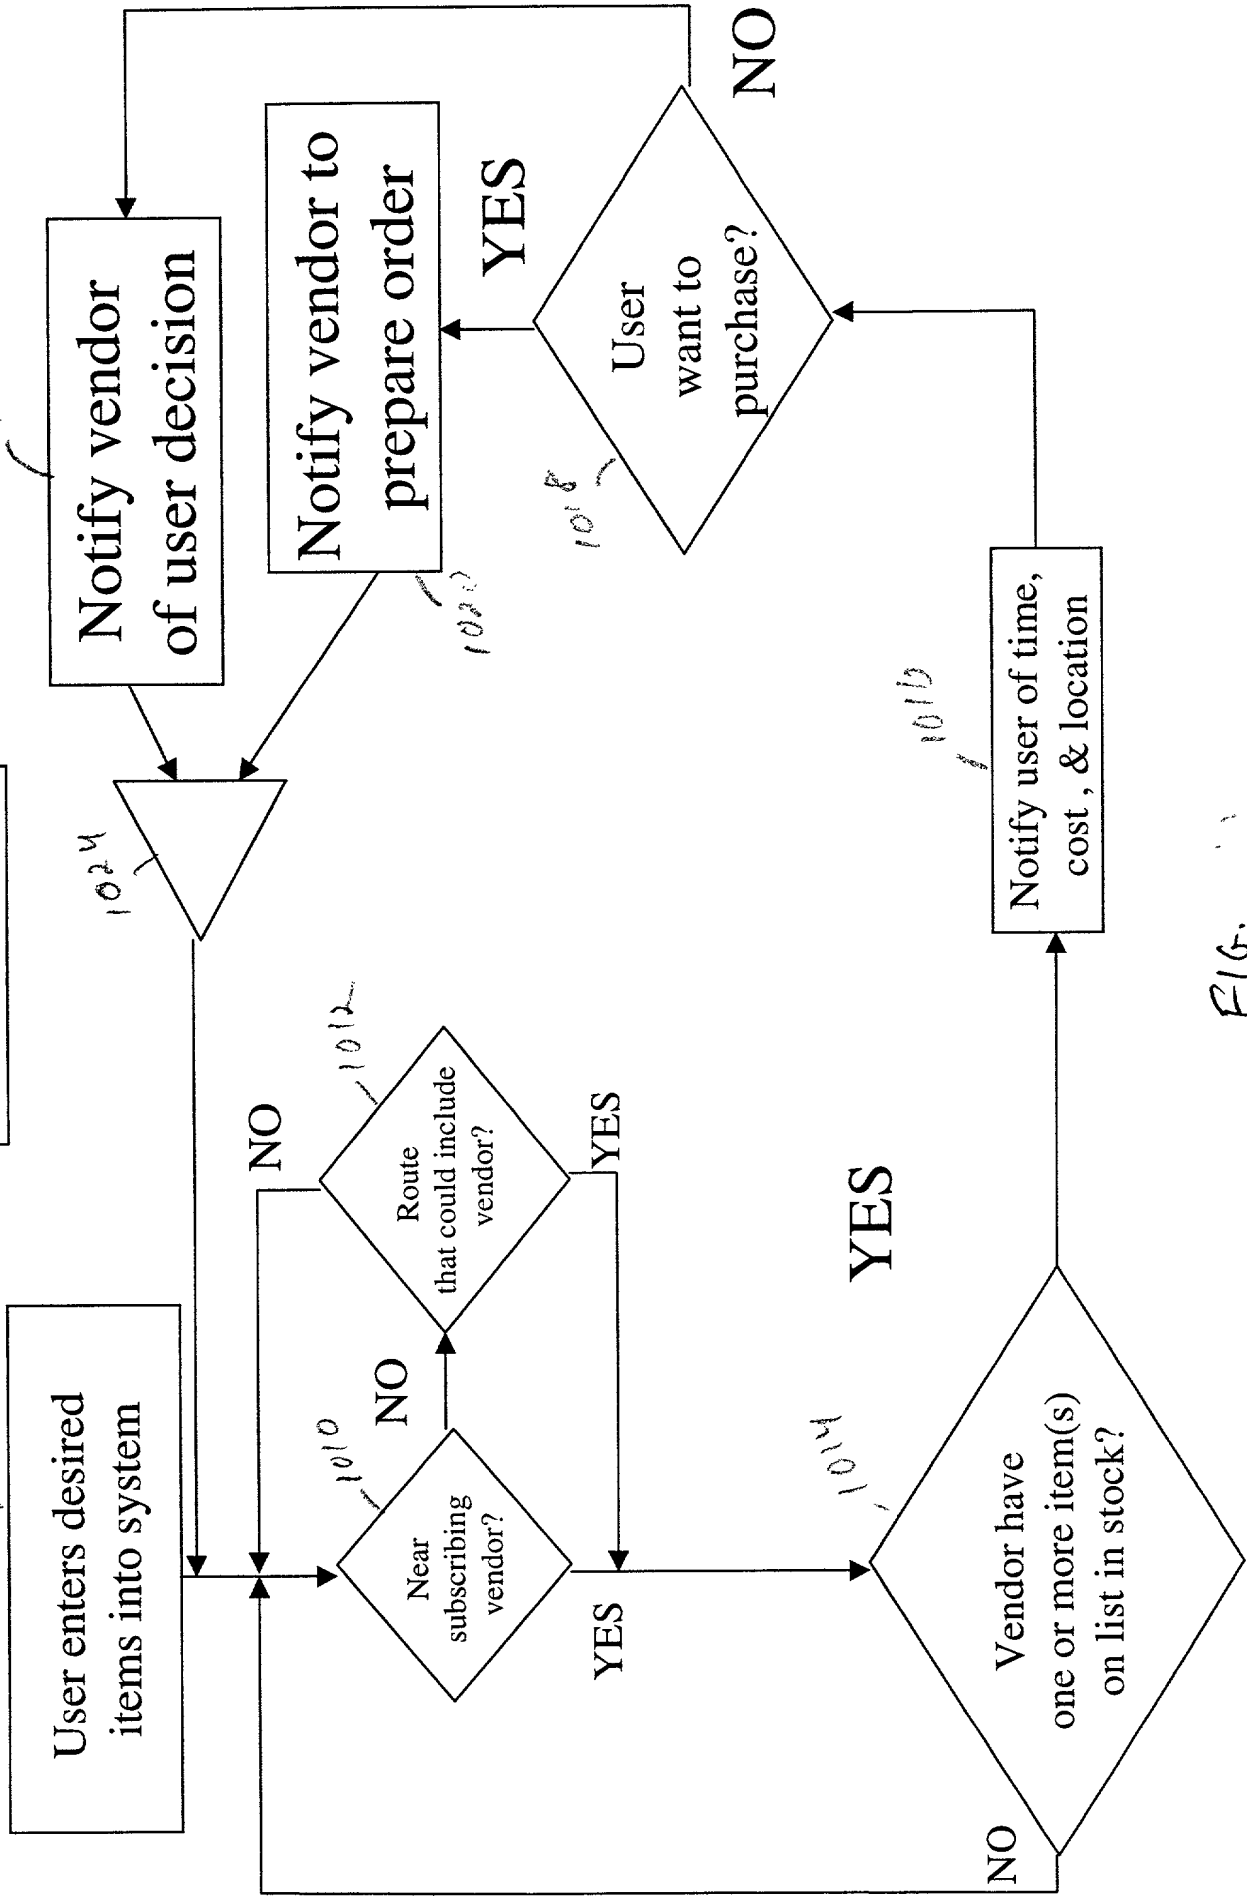 User enters desired
items into system
1024
Notify vendor
of user decision
NO
1012
Route
that could include
vendor?
YES
NO
1010
Near
subscribing
vendor?
YES
Notify vendor to
prepare order
1020
YES
1018
User
want to
purchase?
NO
1014
Vendor have
one or more item(s)
on list in stock?
NO
YES
1016
Notify user of time,
cost , & location
FIG.